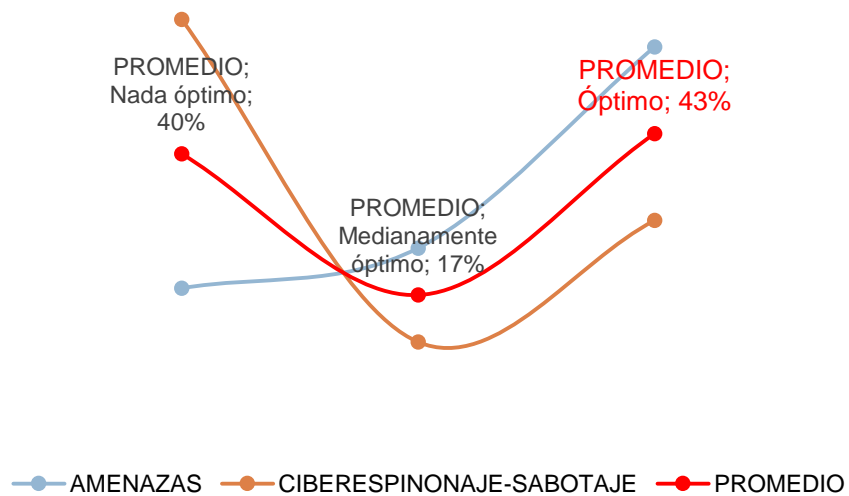 PROMEDIO;
Nada óptimo;
40%
PROMEDIO;
Óptimo; 43%
PROMEDIO;
Medianamente
óptimo; 17%
AMENAZAS
CIBERESPINONAJE-SABOTAJE
PROMEDIO